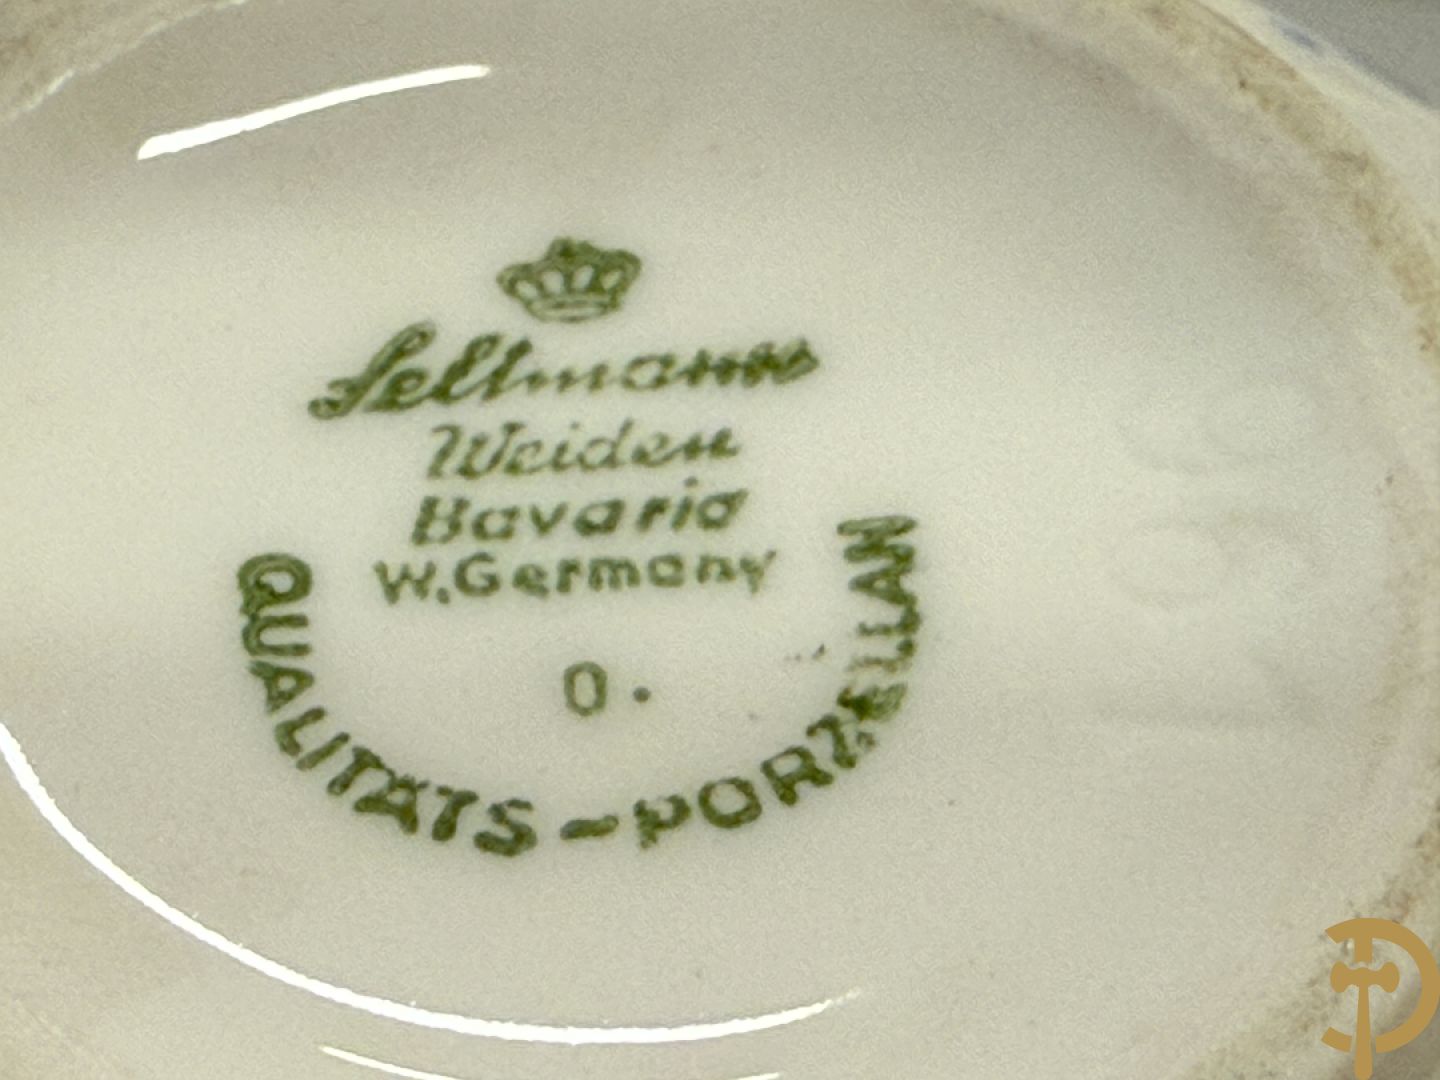 Seltmann
Weiden
Bavaria
W.Germany
0.
QUALITÄTS-PORZELLAN